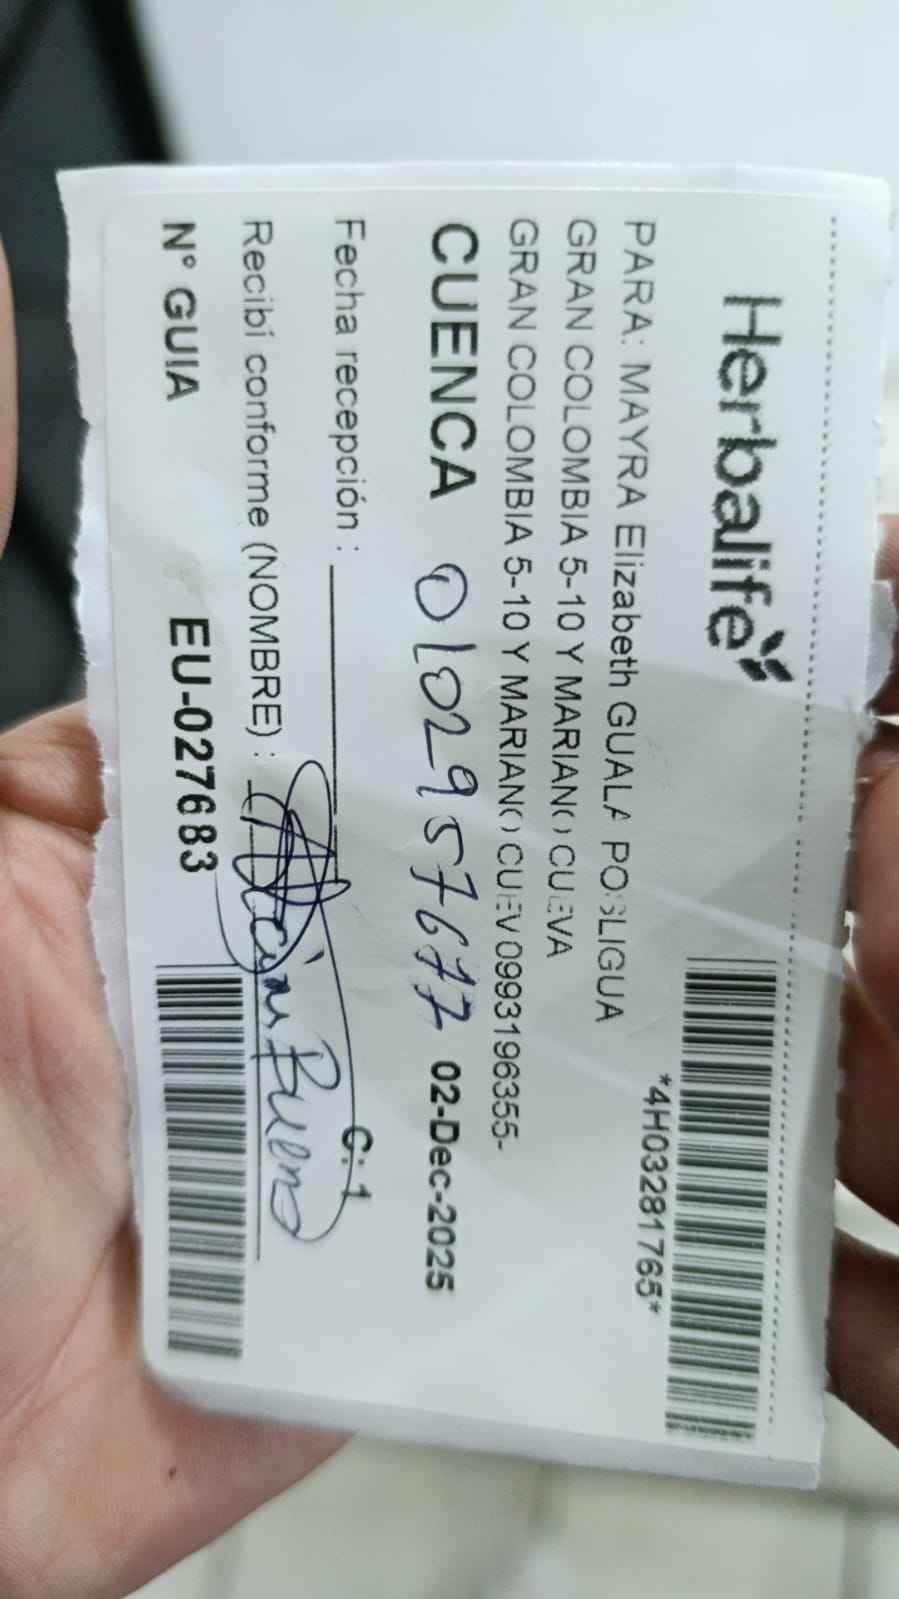 Herbalife
*4H03281765*
PARA: MAYRA Elizabeth GUALA POSLIGUA
GRAN COLOMBIA 5-10 Y MARIANO CUEVA
GRAN COLOMBIA 5-10 Y MARIANO CUEV 0993196355-
CUENCA 0102957677 02-Dec-2025
Fecha recepción :
C: 1
Recibí conforme (NOMBRE) : Bueno
Nº GUIA EU-027683